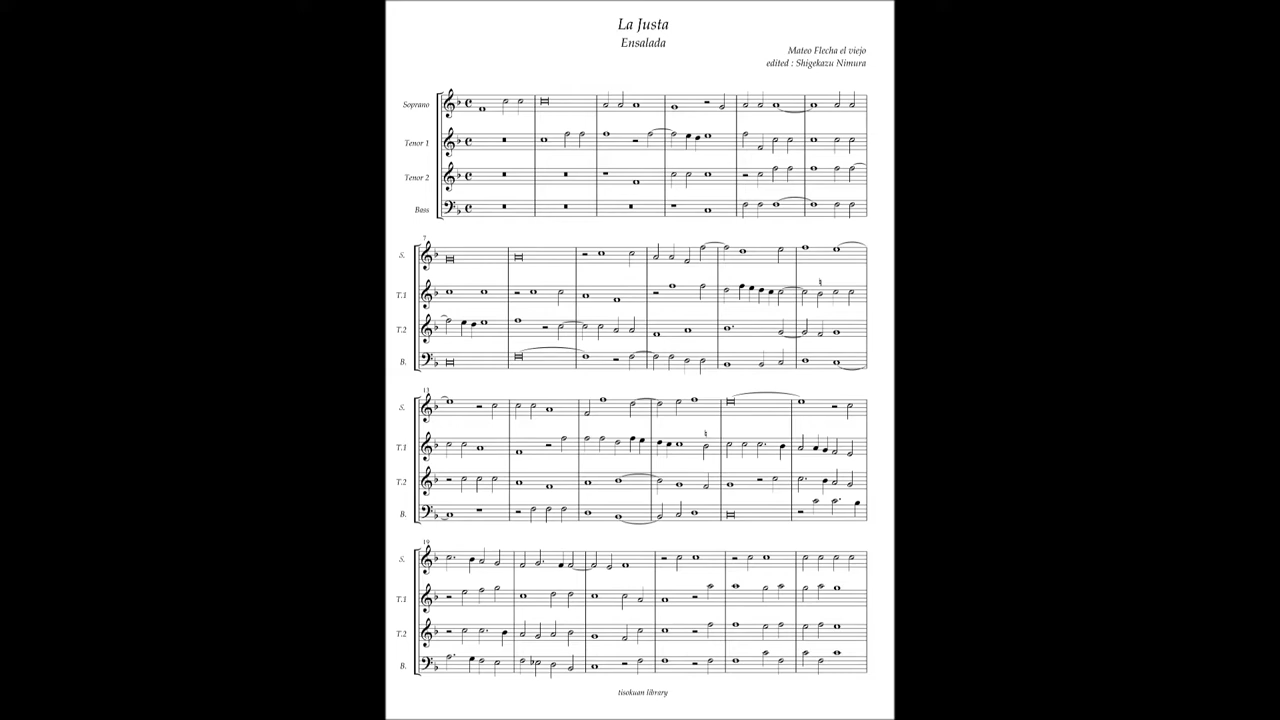 La Justa
Ensalada
Mateo Flecha el viejo
edited : Shigekazu Nimura
Soprano
Tenor 1
Tenor 2
Bass
7
S.
T.1
T.2
B.
13
S.
T.1
T.2
B.
19
S.
T.1
T.2
B.
tisokuan library